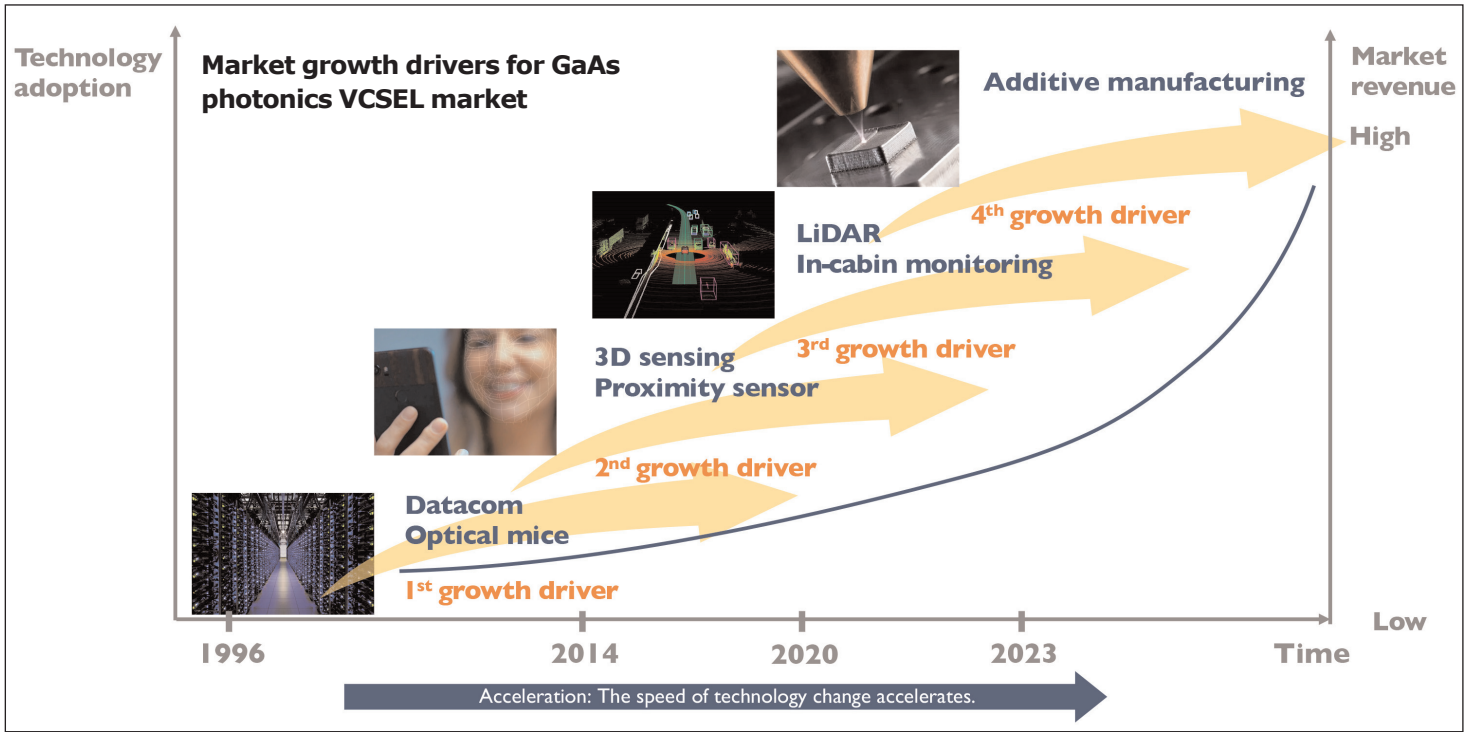 Technology
adoption
Market growth drivers for GaAs
photonics VCSEL market
Additive manufacturing
Market
revenue
High
4th growth driver
LiDAR
In-cabin monitoring
3rd growth driver
3D sensing
Proximity sensor
2nd growth driver
Datacom
Optical mice
1st growth driver
Low
1996
2014
2020
2023
Time
Acceleration: The speed of technology change accelerates.